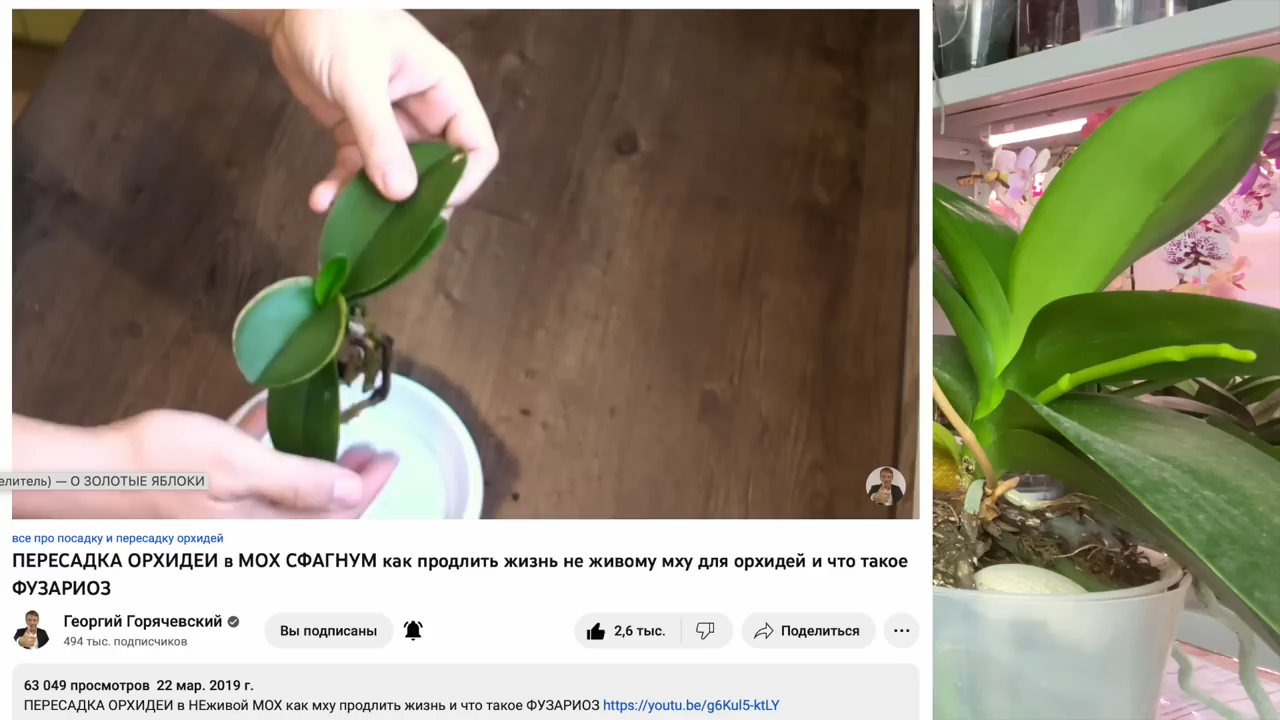 елитель) — О ЗОЛОТЫЕ ЯБЛОКИ
все про посадку и пересадку орхидей
ПЕРЕСАДКА ОРХИДЕИ в МОХ СФАГНУМ как продлить жизнь не живому мху для орхидей и что такое
ФУЗАРИОЗ
Георгий Горячевский
494 тыс. подписчиков
Вы подписаны
2,6 тыс.
Поделиться
63 049 просмотров 22 мар. 2019 г.
ПЕРЕСАДКА ОРХИДЕИ в НЕживой МОХ как мху продлить жизнь и что такое ФУЗАРИОЗ https://youtu.be/g6Kul5-ktLY